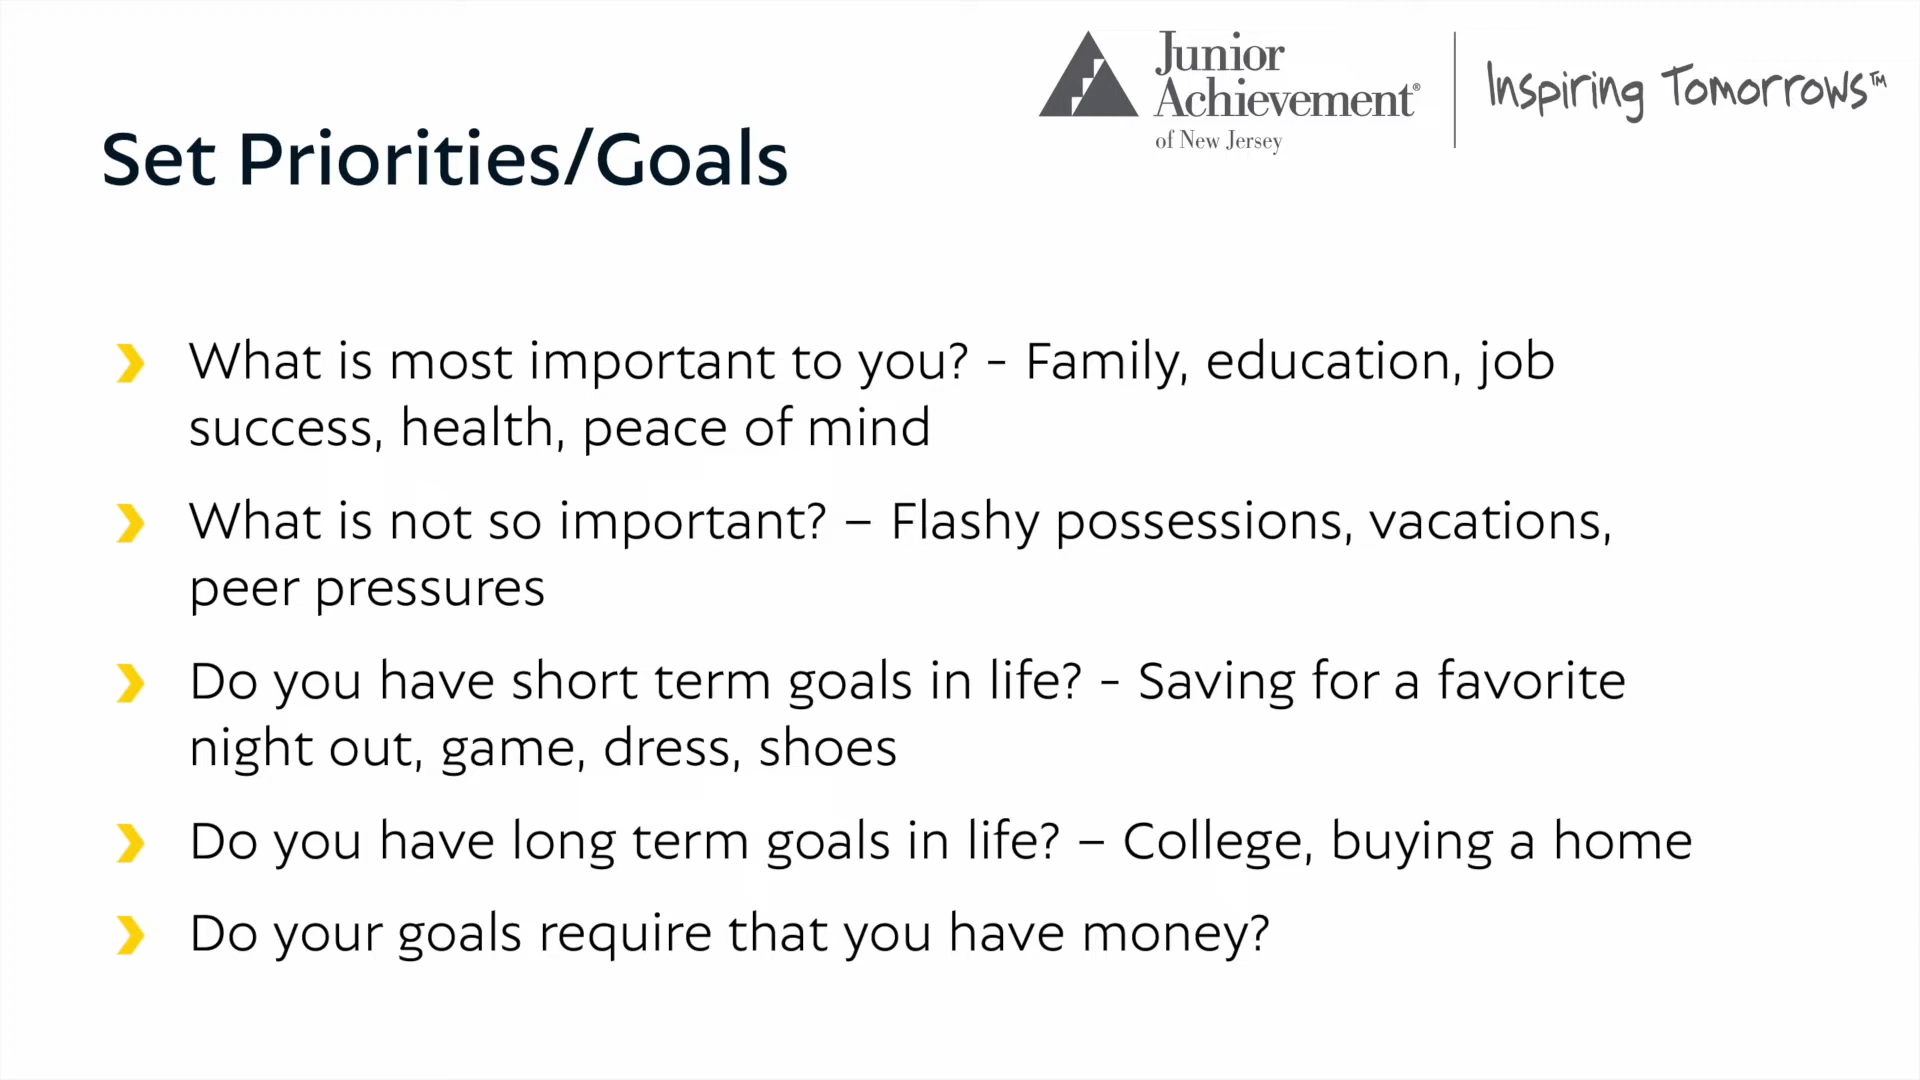 Junior
Achievement®
of New Jersey
Inspiring Tomorrows™
Set Priorities/Goals
What is most important to you? - Family, education, job
success, health, peace of mind
What is not so important? – Flashy possessions, vacations,
peer pressures
Do you have short term goals in life? - Saving for a favorite
night out, game, dress, shoes
Do you have long term goals in life? – College, buying a home
Do your goals require that you have money?